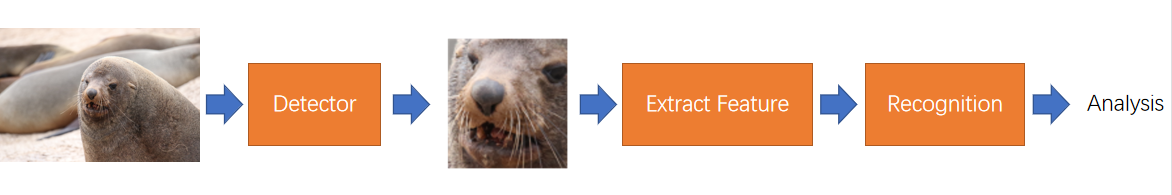 Detector
Extract Feature
Recognition
Analysis